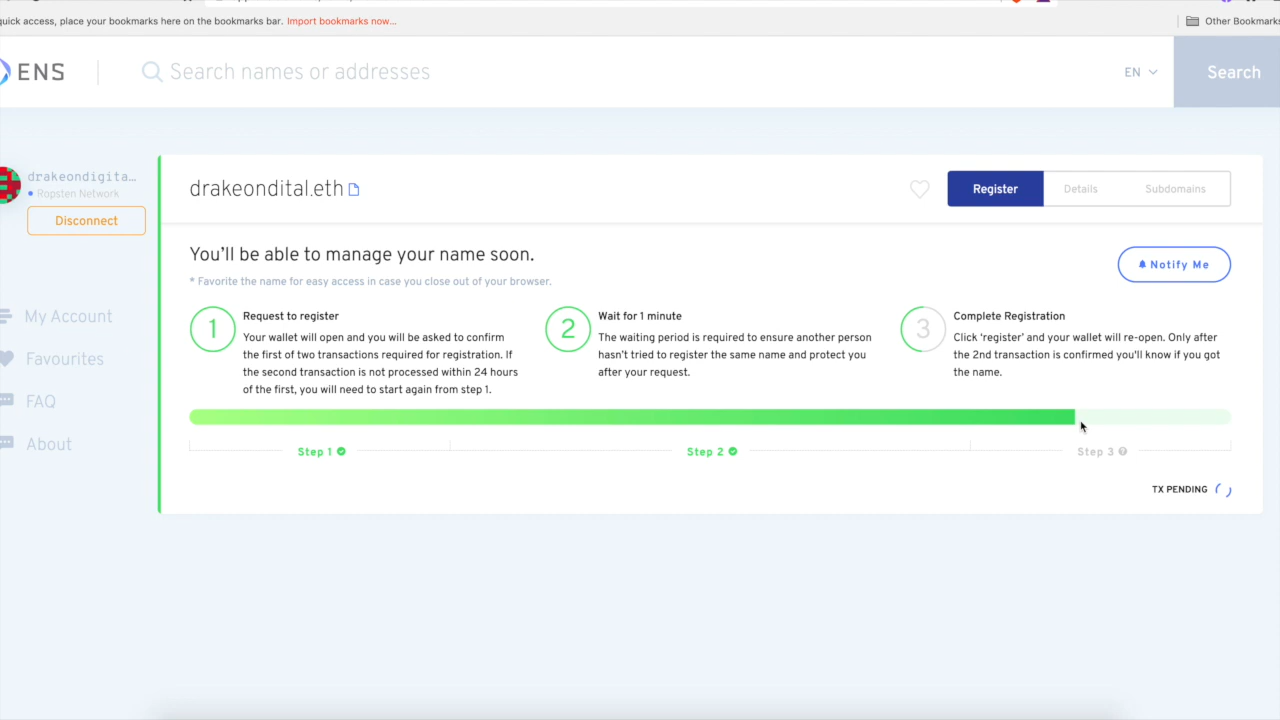 quick access, place your bookmarks here on the bookmarks bar. Import bookmarks now...
Other Bookmarks
ENS
Search names or addresses
EN
Search
drakeondigita...
Ropsten Network
Disconnect
My Account
Favourites
FAQ
About
drakeondital.eth
Register
Details
Subdomains
You'll be able to manage your name soon.
* Favorite the name for easy access in case you close out of your browser.
Notify Me
1
Request to register
Your wallet will open and you will be asked to confirm
the first of two transactions required for registration. If
the second transaction is not processed within 24 hours
of the first, you will need to start again from step 1.
2
Wait for 1 minute
The waiting period is required to ensure another person
hasn't tried to register the same name and protect you
after your request.
3
Complete Registration
Click ‘register’ and your wallet will re-open. Only after
the 2nd transaction is confirmed you'll know if you got
the name.
Step 1
Step 2
Step 3
TX PENDING